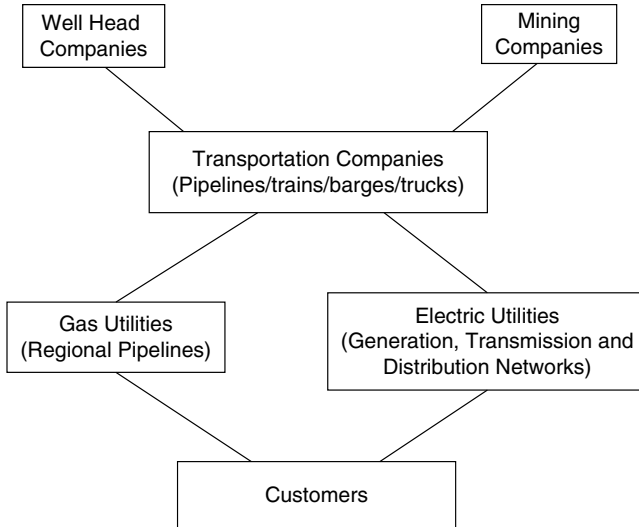 Well Head
Companies
Mining
Companies
Transportation Companies
(Pipelines/trains/barges/trucks)
Gas Utilities
(Regional Pipelines)
Electric Utilities
(Generation, Transmission and
Distribution Networks)
Customers